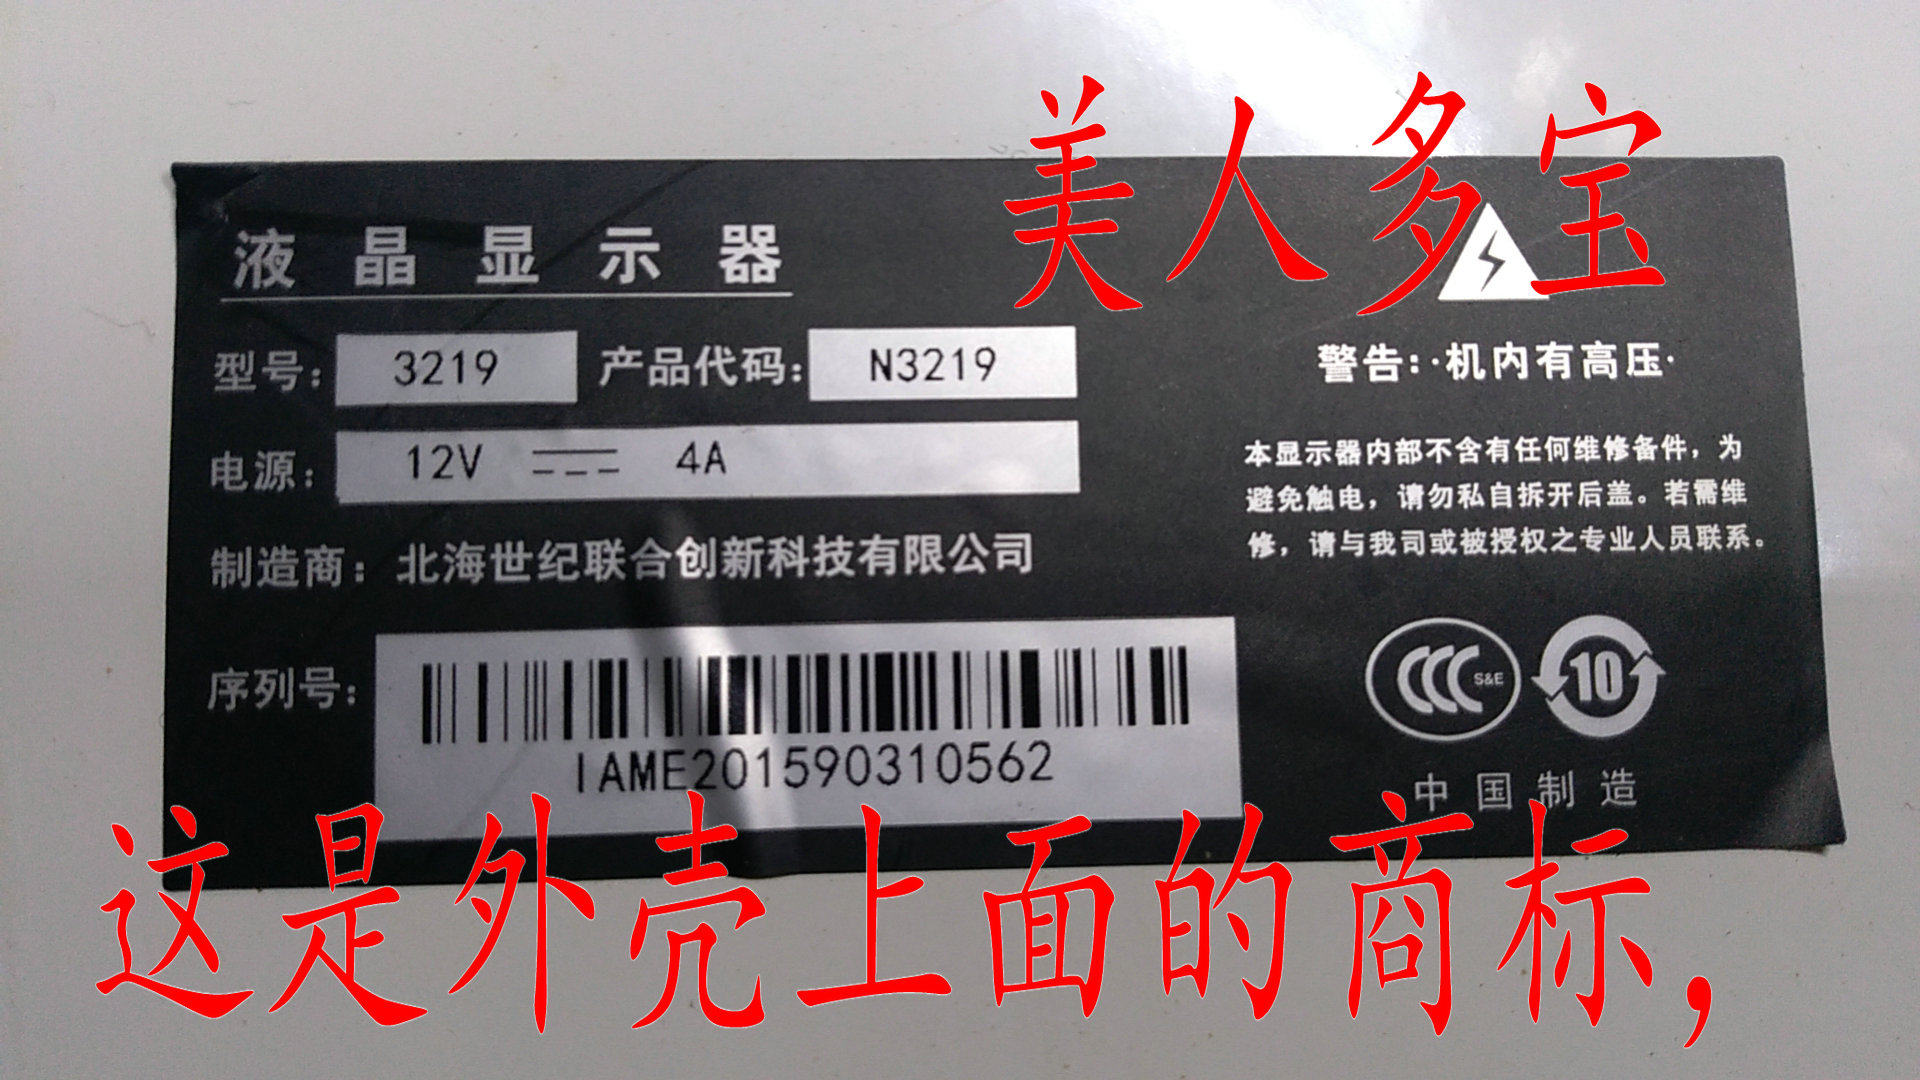 美人多宝
液晶显示器
型号： 3219 产品代码： N3219
电源： 12V 4A
制造商：北海世纪联合创新科技有限公司
序列号：
IAME201590310562
警告：·机内有高压·
本显示器内部不含有任何维修备件，为
避免触电，请勿私自拆开后盖。若需维
修，请与我司或被授权之专业人员联系。
CCC S&E
10
中国制造
这是外壳上面的商标，